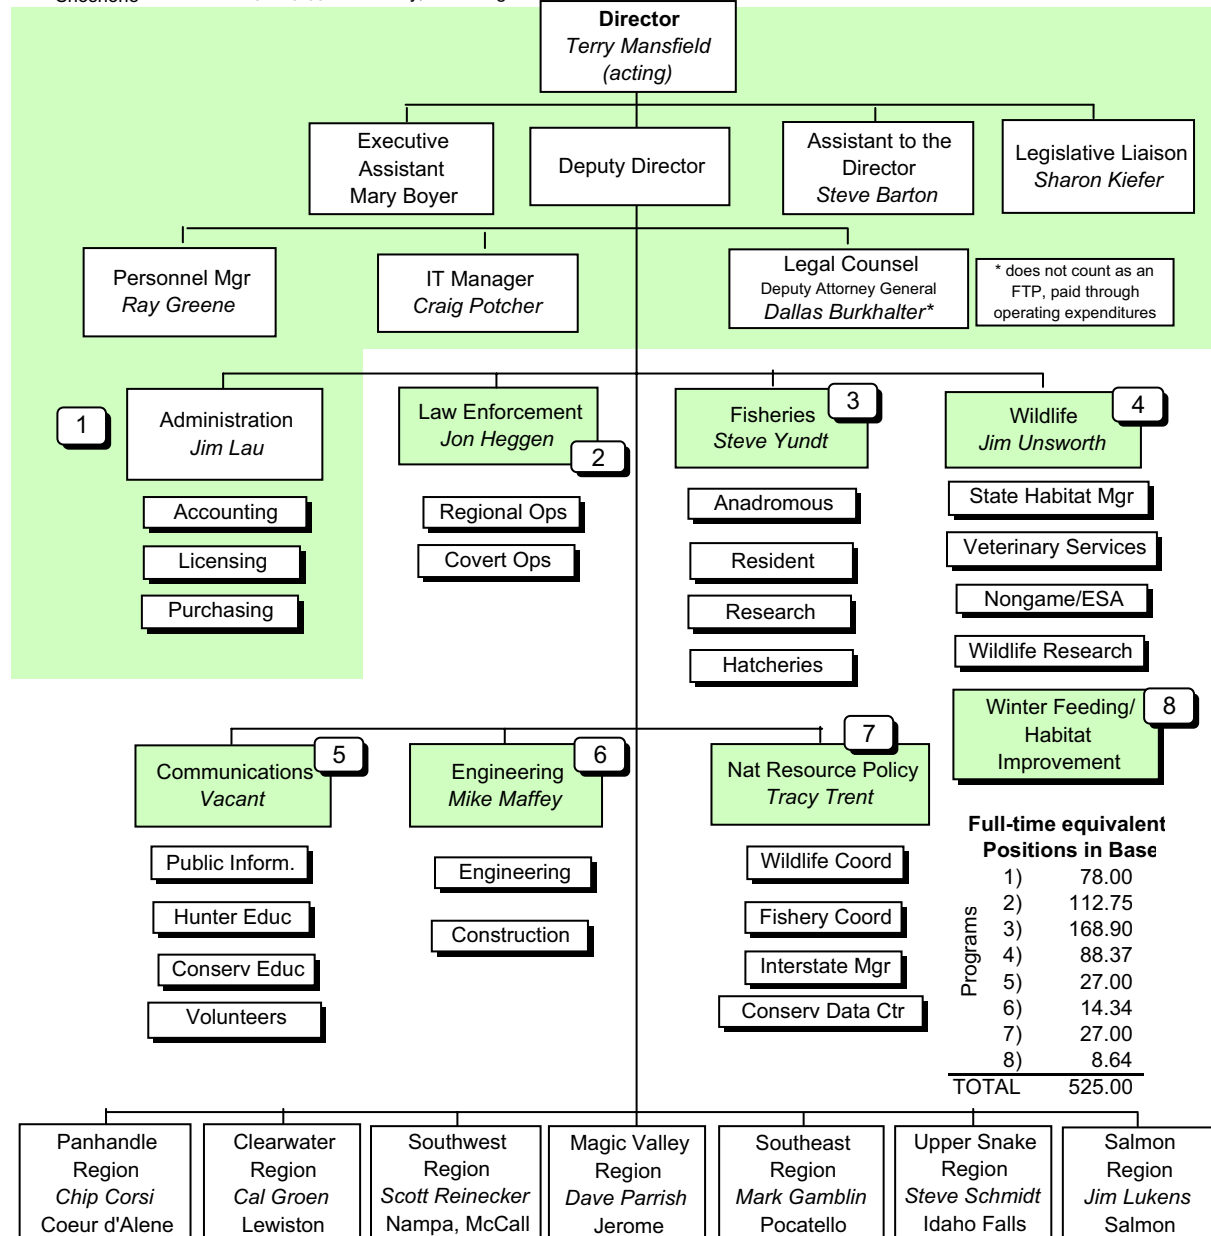 Director
Terry Mansfield
(acting)
Executive
Assistant
Mary Boyer
Deputy Director
Assistant to the
Director
Steve Barton
Legislative Liaison
Sharon Kiefer
Personnel Mgr
Ray Greene
IT Manager
Craig Potcher
Legal Counsel
Deputy Attorney General
Dallas Burkhalter*
* does not count as an
FTP, paid through
operating expenditures
1
Administration
Jim Lau
Accounting
Licensing
Purchasing
Law Enforcement
Jon Heggen
2
Regional Ops
Covert Ops
Fisheries
Steve Yundt
3
Anadromous
Resident
Research
Hatcheries
Wildlife
Jim Unsworth
4
State Habitat Mgr
Veterinary Services
Nongame/ESA
Wildlife Research
Winter Feeding/
Habitat
Improvement
8
Communications
Vacant
5
Public Inform.
Hunter Educ
Conserv Educ
Volunteers
Engineering
Mike Maffey
6
Engineering
Construction
Nat Resource Policy
Tracy Trent
7
Wildlife Coord
Fishery Coord
Interstate Mgr
Conserv Data Ctr
Full-time equivalent
Positions in Base
Programs
1) 78.00
2) 112.75
3) 168.90
4) 88.37
5) 27.00
6) 14.34
7) 27.00
8) 8.64
TOTAL 525.00
Panhandle
Region
Chip Corsi
Coeur d'Alene
Clearwater
Region
Cal Groen
Lewiston
Southwest
Region
Scott Reinecker
Nampa, McCall
Magic Valley
Region
Dave Parrish
Jerome
Southeast
Region
Mark Gamblin
Pocatello
Upper Snake
Region
Steve Schmidt
Idaho Falls
Salmon
Region
Jim Lukens
Salmon